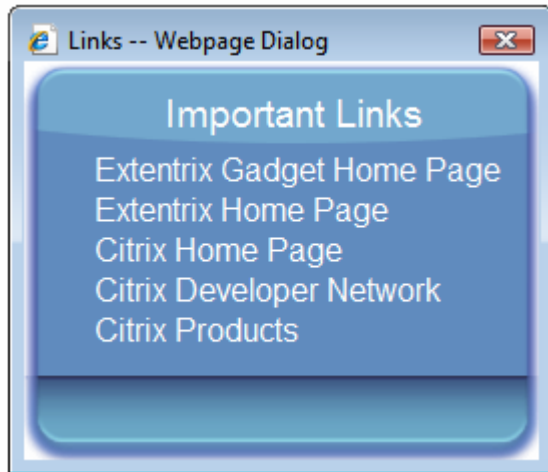 Links -- Webpage Dialog
Important Links
Extentrix Gadget Home Page
Extentrix Home Page
Citrix Home Page
Citrix Developer Network
Citrix Products